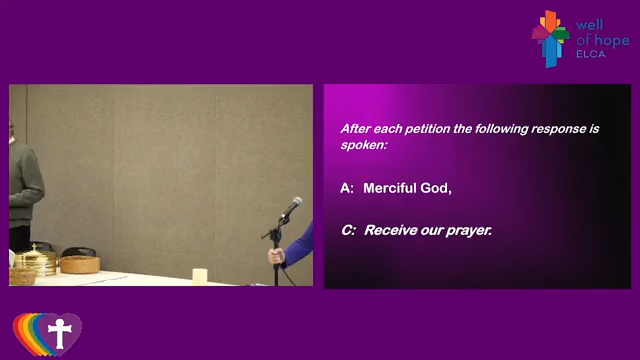 well
of hope
ELCA
After each petition the following response is
spoken:
A: Merciful God,
C: Receive our prayer.